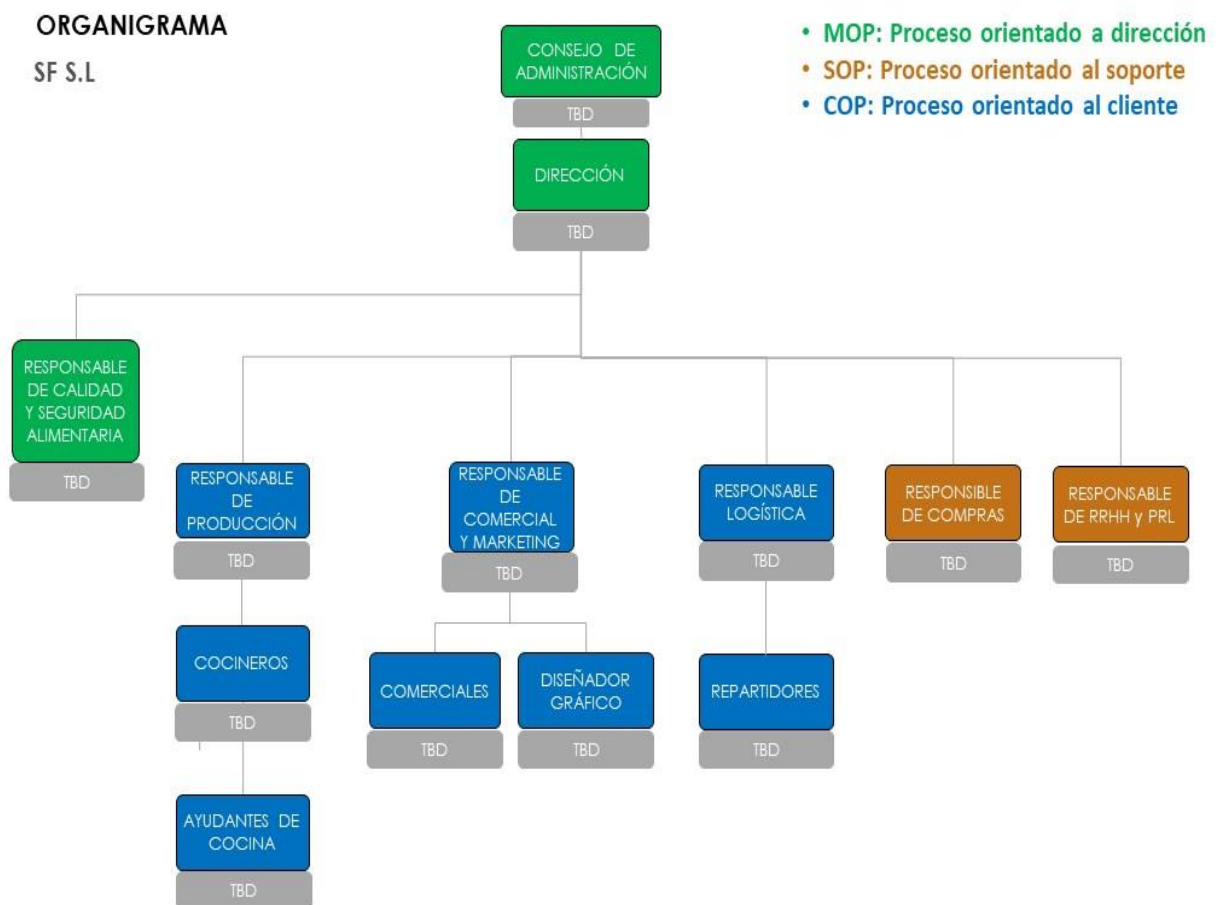 ORGANIGRAMA
SF S.L
• MOP: Proceso orientado a dirección
• SOP: Proceso orientado al soporte
• COP: Proceso orientado al cliente
CONSEJO DE
ADMINISTRACIÓN
TBD
DIRECCIÓN
TBD
RESPONSABLE
DE CALIDAD
Y SEGURIDAD
ALIMENTARIA
TBD
RESPONSABLE
DE
PRODUCCIÓN
TBD
RESPONSABLE
DE
COMERCIAL
Y MARKETING
TBD
RESPONSABLE
LOGÍSTICA
TBD
RESPONSIBLE
DE COMPRAS
TBD
RESPONSABLE
DE RRHH y PRL
TBD
COCINEROS
TBD
COMERCIALES
TBD
DISEÑADOR
GRÁFICO
TBD
REPARTIDORES
TBD
AYUDANTES DE
COCINA
TBD